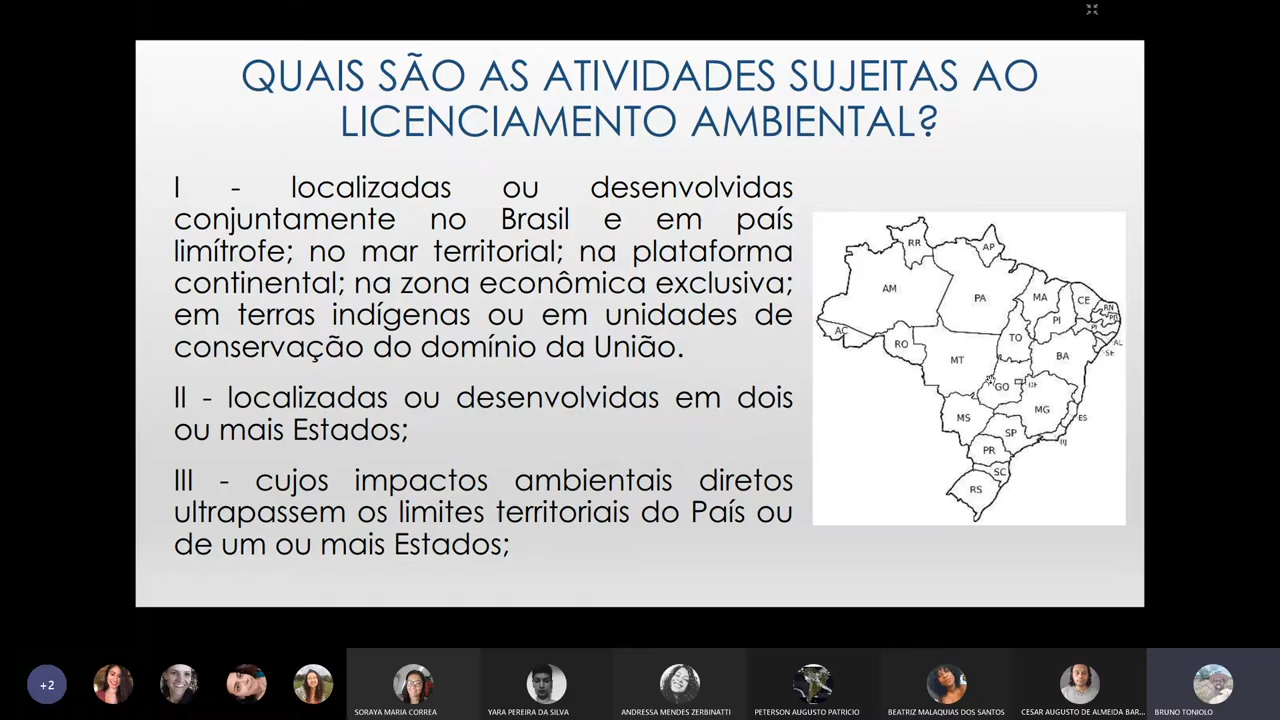 QUAIS SÃO AS ATIVIDADES SUJEITAS AO
LICENCIAMENTO AMBIENTAL?
I - localizadas ou desenvolvidas
conjuntamente no Brasil e em país
limítrofe; no mar territorial; na plataforma
continental; na zona econômica exclusiva;
em terras indígenas ou em unidades de
conservação do domínio da União.
II - localizadas ou desenvolvidas em dois
ou mais Estados;
III - cujos impactos ambientais diretos
ultrapassem os limites territoriais do País ou
de um ou mais Estados;
RR
AP
AM
PA
MA
CE
RN
PI
AC
RO
TO
AL
SE
MT
BA
GO
DF
MS
MG
ES
SP
RJ
PR
SC
RS
+2
SORAYA MARIA CORREA
YARA PEREIRA DA SILVA
ANDRESSA MENDES ZERBINATTI
PETERSON AUGUSTO PATRICIO
BEATRIZ MALAQUIAS DOS SANTOS
CESAR AUGUSTO DE ALMEIDA BAR...
BRUNO TONIOLO